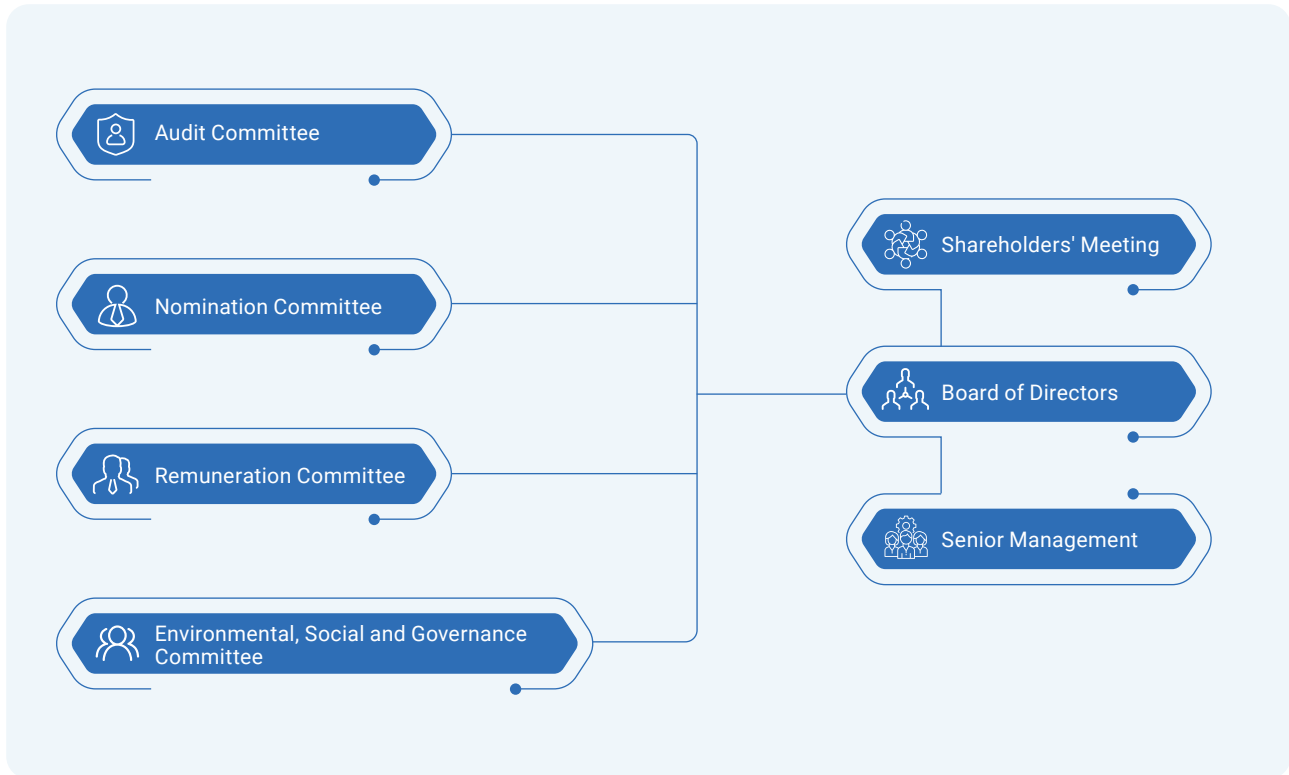 Audit Committee
Nomination Committee
Remuneration Committee
Environmental, Social and Governance
Committee
Shareholders' Meeting
Board of Directors
Senior Management